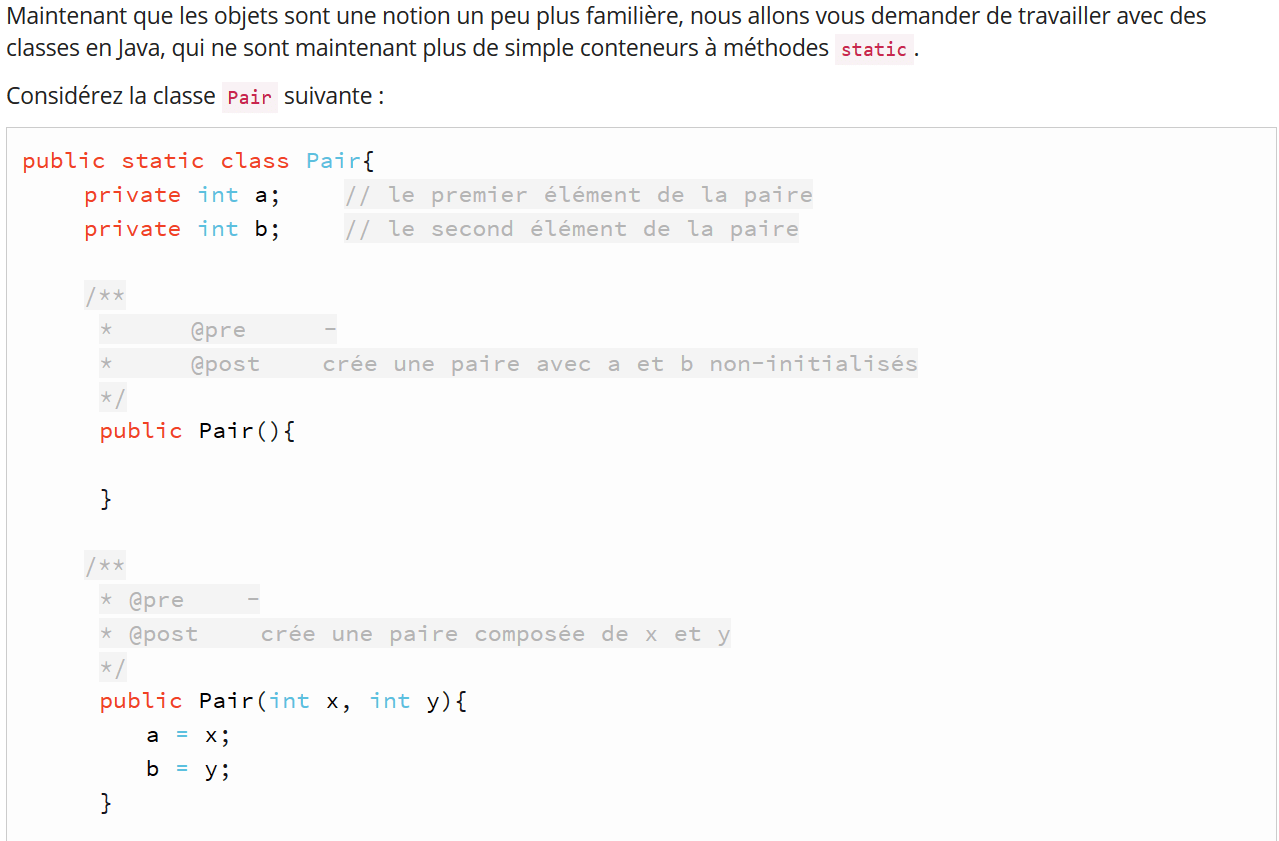 Maintenant que les objets sont une notion un peu plus familière, nous allons vous demander de travailler avec des
classes en Java, qui ne sont maintenant plus de simple conteneurs à méthodes static .
Considérez la classe Pair suivante :
public static class Pair{
    private int a;    // le premier élément de la paire
    private int b;    // le second élément de la paire

    /**
     *      @pre      -
     *      @post    crée une paire avec a et b non-initialisés
     */
     public Pair(){

     }

    /**
     * @pre    -
     * @post    crée une paire composée de x et y
     */
     public Pair(int x, int y){
        a = x;
        b = y;
     }